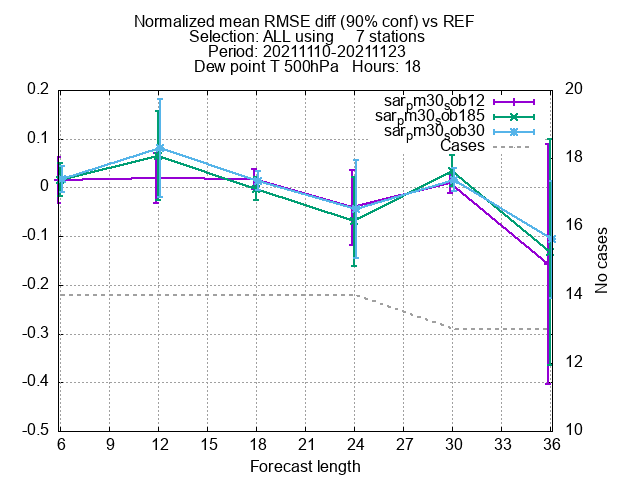 Normalized mean RMSE diff (90% conf) vs REF
Selection: ALL using 7 stations
Period: 20211110-20211123
Dew point T 500hPa Hours: 18
sar_pm30_sob12
sar_pm30_sob185
sar_pm30_sob30
Cases
0.2
0.1
0
-0.1
-0.2
-0.3
-0.4
-0.5
20
18
16
14
12
10
No cases
6 9 12 15 18 21 24 27 30 33 36
Forecast length